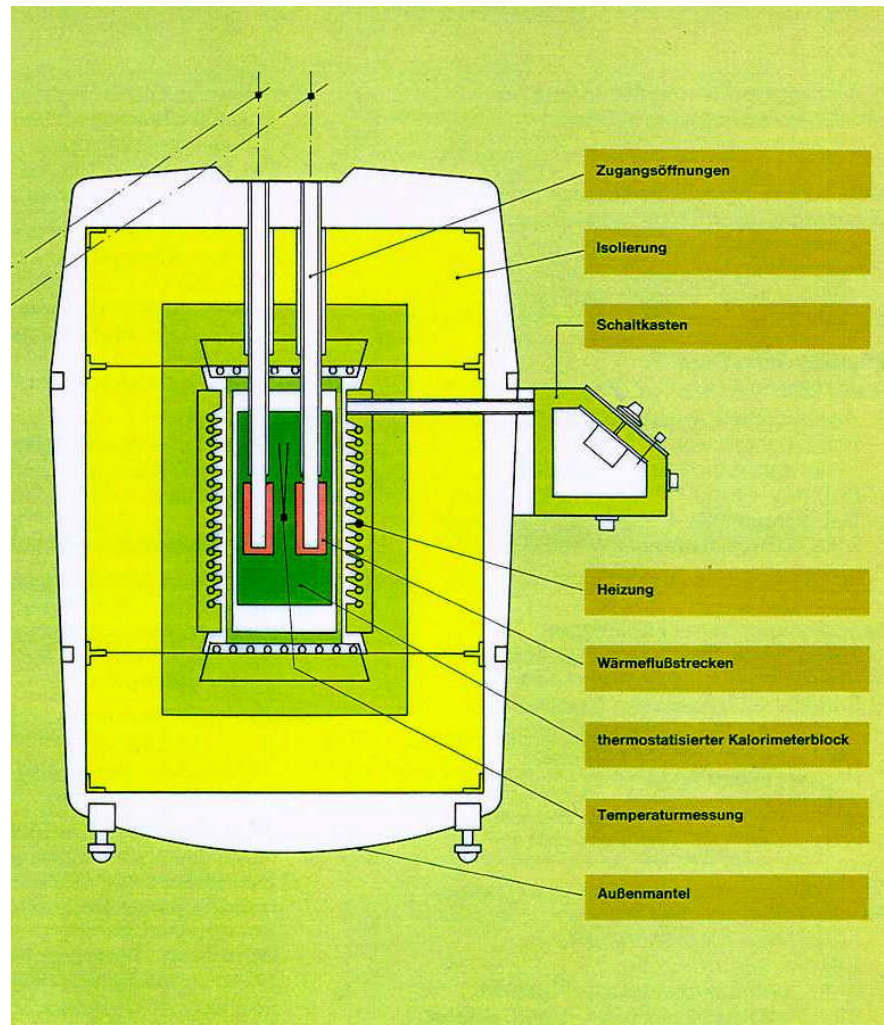 Zugangsöffnungen
Isolierung
Schaltkasten
Heizung
Wärmeflußstrecken
thermostatisierter Kalorimeterblock
Temperaturmessung
Außenmantel